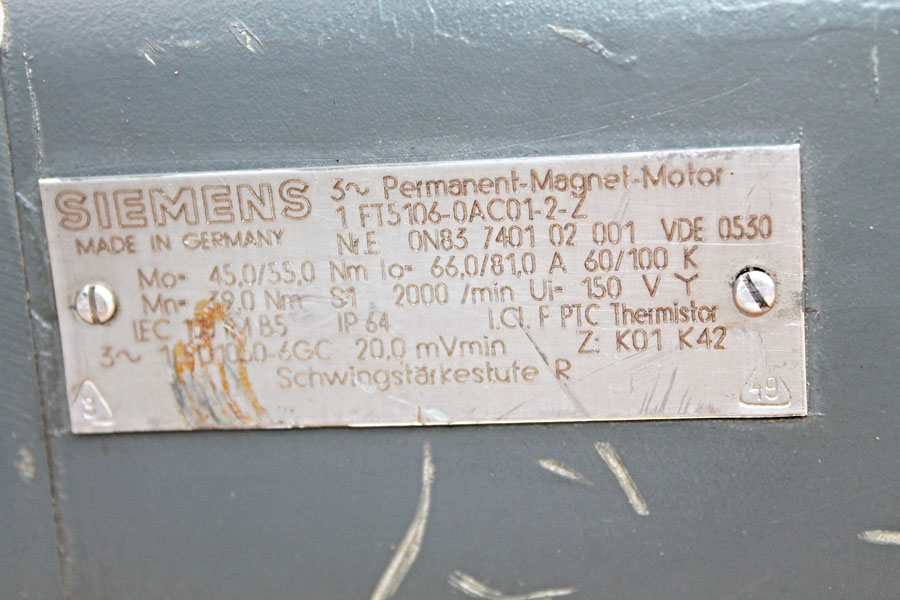 SIEMENS 3~ Permanent-Magnet-Motor
1 FT5106-0AC01-2-Z
MADE IN GERMANY Nr.E 0N83 7401 02 001 VDE 0530
Mo= 45,0/55,0 Nm Io= 66,0/81,0 A 60/100 K
Mn= Nm S1 2000 /min Ui= 150 V Y
IEC IP 64 I.Cl. F PTC Thermistor
3~ 20,0 mVmin Z: K01 K42
Schwingstärkestufe R
49